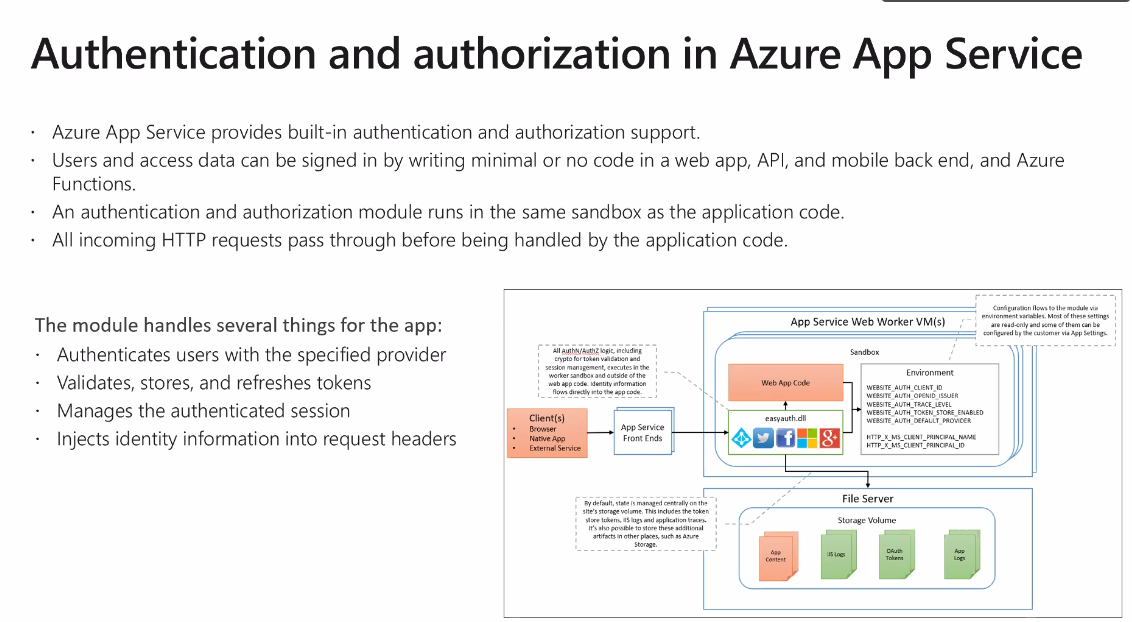 Authentication and authorization in Azure App Service
· Azure App Service provides built-in authentication and authorization support.
· Users and access data can be signed in by writing minimal or no code in a web app, API, and mobile back end, and Azure
Functions.
· An authentication and authorization module runs in the same sandbox as the application code.
· All incoming HTTP requests pass through before being handled by the application code.
The module handles several things for the app:
· Authenticates users with the specified provider
· Validates, stores, and refreshes tokens
· Manages the authenticated session
· Injects identity information into request headers
Configuration flows to the module via
environment variables. Most of these settings
are read-only and some of them can be
configured by the customer via App Settings.
App Service Web Worker VM(s)
Sandbox
All AuthN/AuthZ logic, including
crypto for token validation and
session management, executes in the
worker sandbox and outside of the
web app code. Identity information
flows directly into the app code.
Web App Code
Environment
WEBSITE_AUTH_CLIENT_ID
WEBSITE_AUTH_OPENID_ISSUER
WEBSITE_AUTH_TRACE_LEVEL
WEBSITE_AUTH_TOKEN_STORE_ENABLED
WEBSITE_AUTH_DEFAULT_PROVIDER
HTTP_X_MS_CLIENT_PRINCIPAL_NAME
HTTP_X_MS_CLIENT_PRINCIPAL_ID
Client(s)
• Browser
• Native App
• External Service
App Service
Front Ends
easyauth.dll
File Server
By default, state is managed centrally on the
site's storage volume. This includes the token
store tokens, IIS logs and application traces.
It's also possible to store these additional
artifacts in other places, such as Azure
Storage.
Storage Volume
App
Content
IIS Logs
OAuth
Tokens
App
Logs